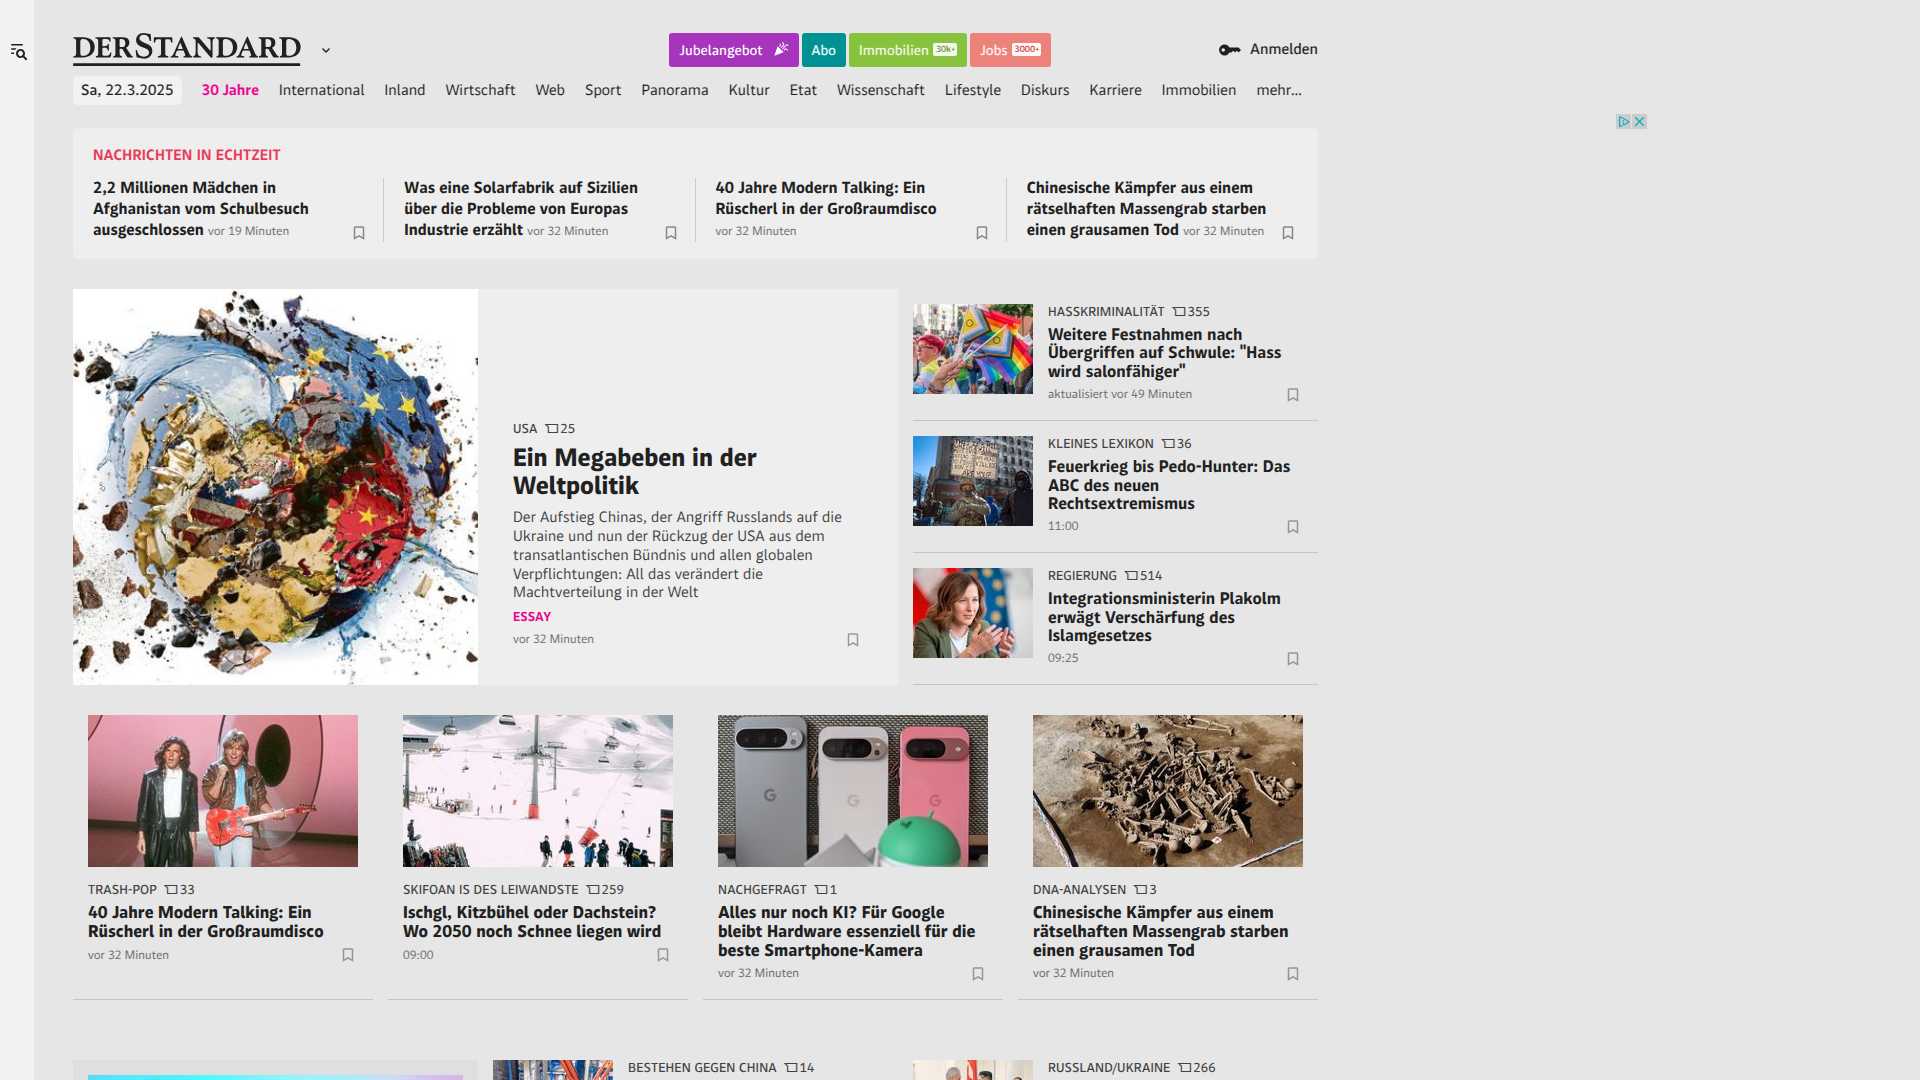 DERSTANDARD
Jubelangebot
Abo
Immobilien 30k+
Jobs 3000+
Anmelden
Sa, 22.3.2025
30 Jahre
International
Inland
Wirtschaft
Web
Sport
Panorama
Kultur
Etat
Wissenschaft
Lifestyle
Diskurs
Karriere
Immobilien
mehr...
NACHRICHTEN IN ECHTZEIT
2,2 Millionen Mädchen in
Afghanistan vom Schulbesuch
ausgeschlossen vor 19 Minuten
Was eine Solarfabrik auf Sizilien
über die Probleme von Europas
Industrie erzählt vor 32 Minuten
40 Jahre Modern Talking: Ein
Rüscherl in der Großraumdisco
vor 32 Minuten
Chinesische Kämpfer aus einem
rätselhaften Massengrab starben
einen grausamen Tod vor 32 Minuten
USA 25
Ein Megabeben in der
Weltpolitik
Der Aufstieg Chinas, der Angriff Russlands auf die
Ukraine und nun der Rückzug der USA aus dem
transatlantischen Bündnis und allen globalen
Verpflichtungen: All das verändert die
Machtverteilung in der Welt
ESSAY
vor 32 Minuten
HASSKRIMINALITÄT 355
Weitere Festnahmen nach
Übergriffen auf Schwule: "Hass
wird salonfähiger"
aktualisiert vor 49 Minuten
KLEINES LEXIKON 36
Feuerkrieg bis Pedo-Hunter: Das
ABC des neuen
Rechtsextremismus
11:00
REGIERUNG 514
Integrationsministerin Plakolm
erwägt Verschärfung des
Islamgesetzes
09:25
TRASH-POP 33
40 Jahre Modern Talking: Ein
Rüscherl in der Großraumdisco
vor 32 Minuten
SKIFOAN IS DES LEIWANDSTE 259
Ischgl, Kitzbühel oder Dachstein?
Wo 2050 noch Schnee liegen wird
09:00
NACHGEFRAGT 1
Alles nur noch KI? Für Google
bleibt Hardware essenziell für die
beste Smartphone-Kamera
vor 32 Minuten
DNA-ANALYSEN 3
Chinesische Kämpfer aus einem
rätselhaften Massengrab starben
einen grausamen Tod
vor 32 Minuten
BESTEHEN GEGEN CHINA 14
RUSSLAND/UKRAINE 266